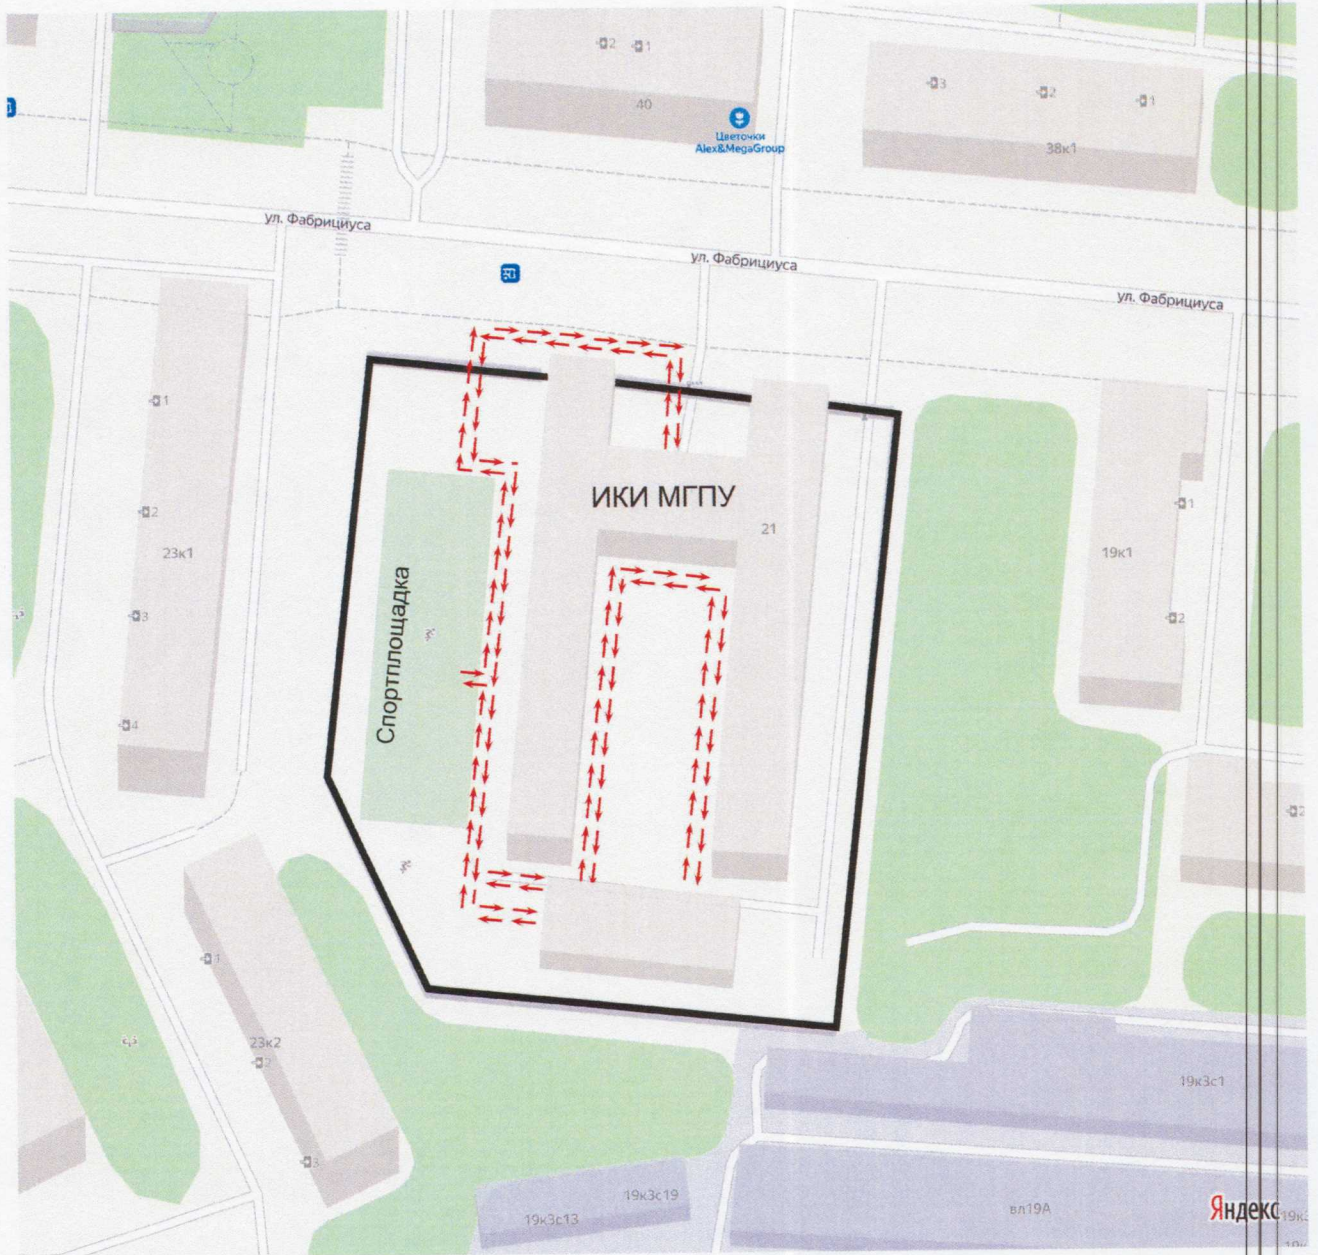 2
1
40
Цветочки
Alex&MegaGroup
3
2
1
38к1
ул. Фабрициуса
ул. Фабрициуса
ул. Фабрициуса
1
2
23к1
3
4
ИКИ МГПУ
21
Спортплощадка
19к1
1
2
2
1
23к2
2
3
19к3с1
19к3с19
19к3с13
вл19А
Яндекс